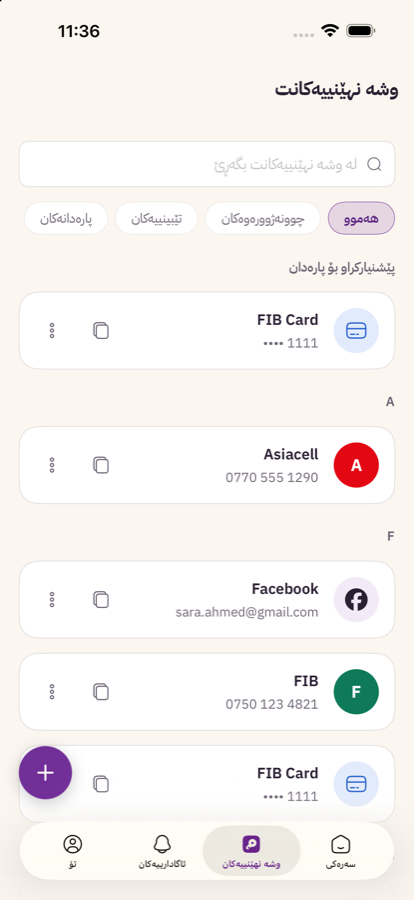 11:36
وشە نهێنییەکانت
لە وشە نهێنییەکانت بگەڕێ
هەموو
چوونەژوورەوەکان
تێبینییەکان
پارەدانەکان
پێشنیارکراو بۆ پارەدان
FIB Card
•••• 1111
A
Asiacell
0770 555 1290
A
F
Facebook
sara.ahmed@gmail.com
FIB
0750 123 4821
F
FIB Card
•••• 1111
سەرەکی
وشە نهێنییەکان
ئاگادارییەکان
تۆ